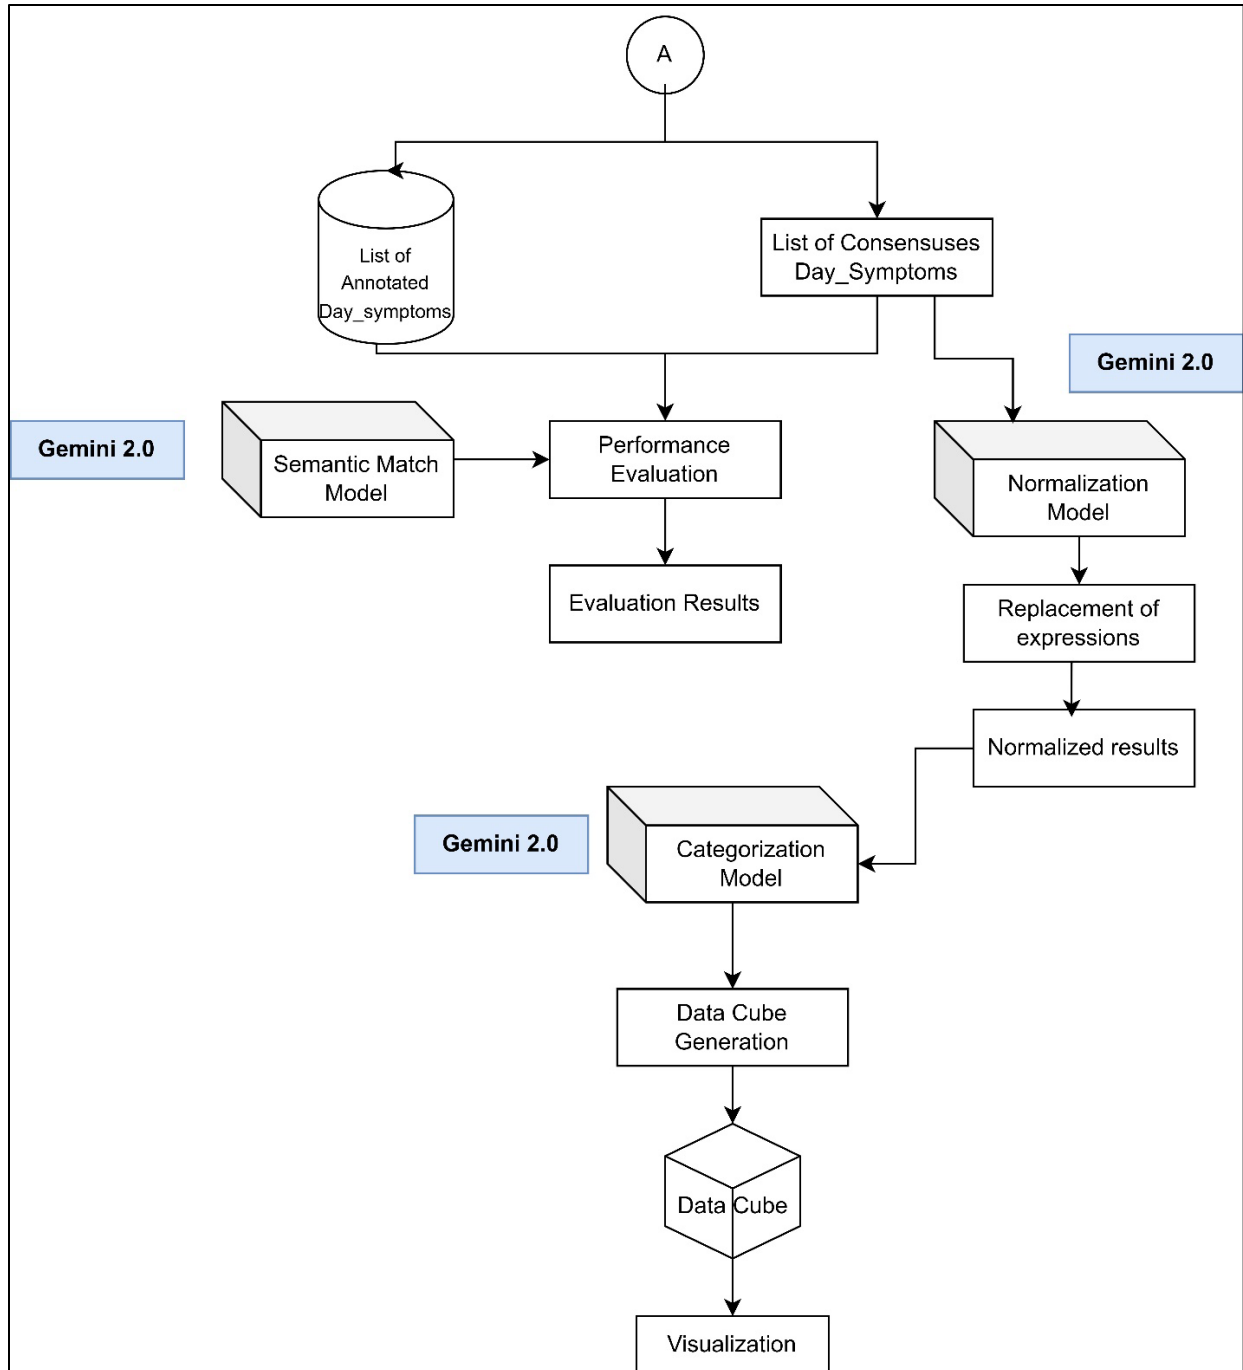 A
List of
Annotated
Day_symptoms
List of Consensuses
Day_Symptoms
Gemini 2.0
Gemini 2.0
Semantic Match
Model
Performance
Evaluation
Normalization
Model
Evaluation Results
Replacement of
expressions
Normalized results
Gemini 2.0
Categorization
Model
Data Cube
Generation
Data Cube
Visualization